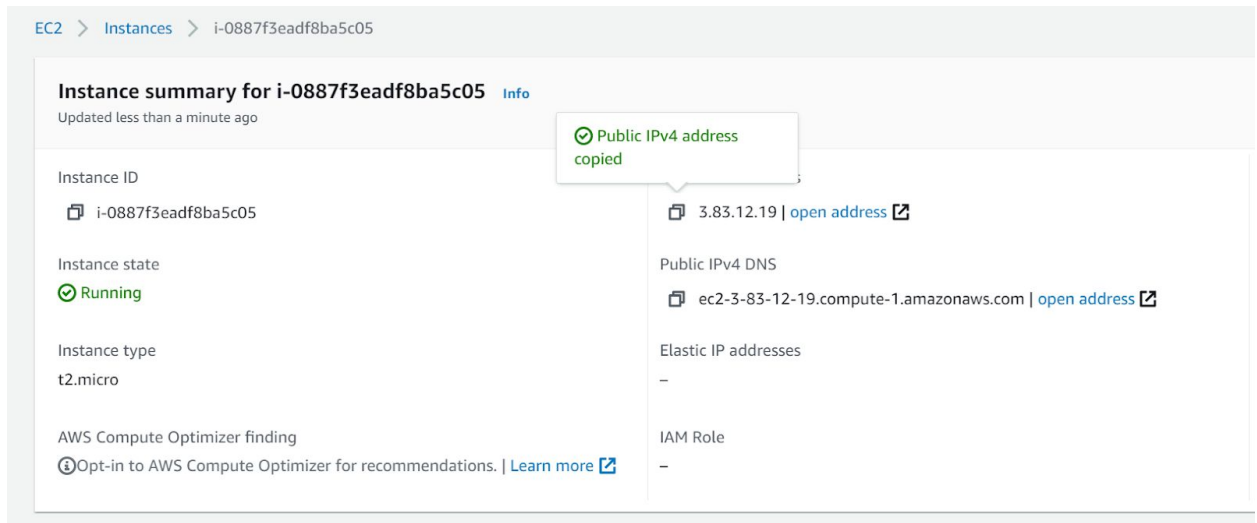 EC2 > Instances > i-0887f3eadf8ba5c05
Instance summary for i-0887f3eadf8ba5c05 Info
Updated less than a minute ago
Public IPv4 address
copied
Instance ID
i-0887f3eadf8ba5c05
3.83.12.19 | open address
Instance state
Running
Public IPv4 DNS
ec2-3-83-12-19.compute-1.amazonaws.com | open address
Instance type
t2.micro
Elastic IP addresses
–
AWS Compute Optimizer finding
Opt-in to AWS Compute Optimizer for recommendations. | Learn more
IAM Role
–